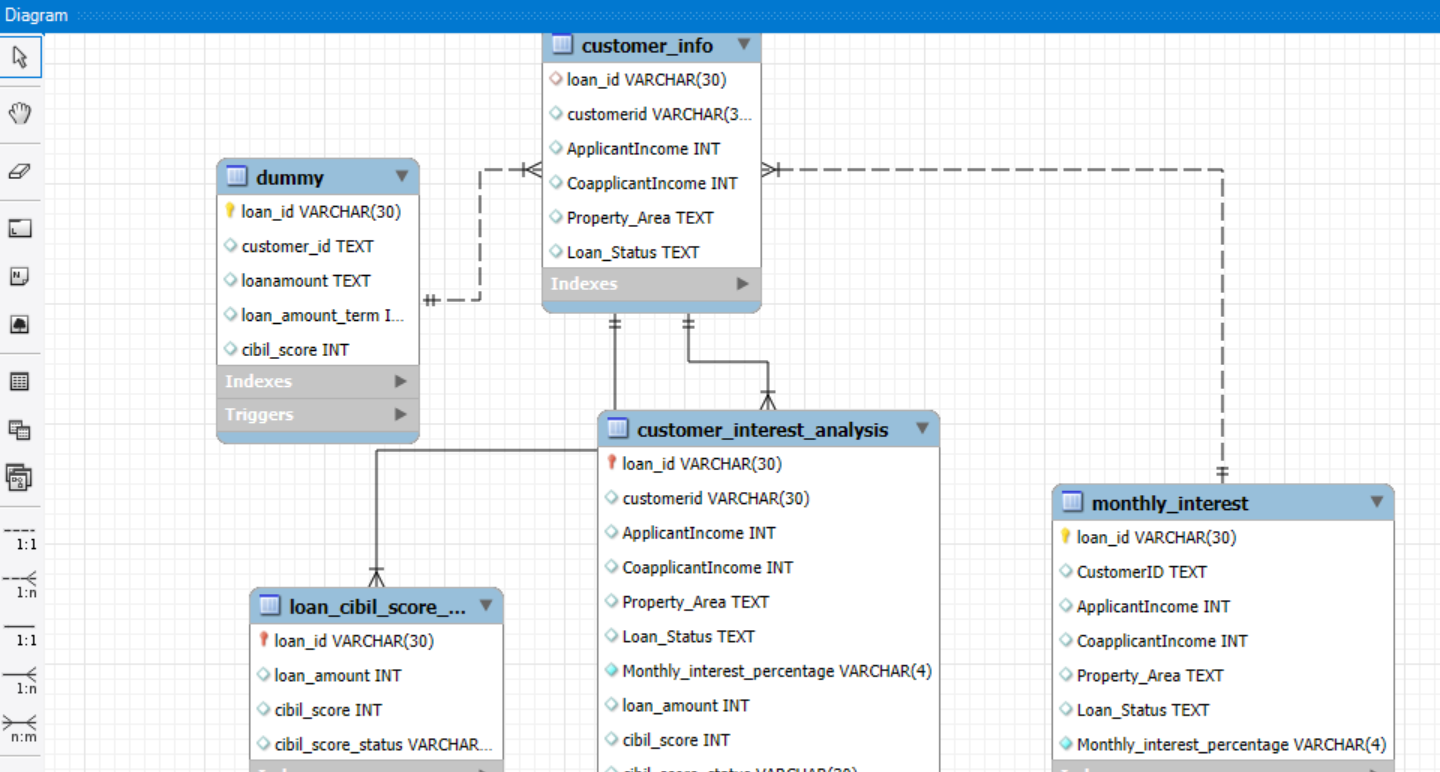 Diagram
customer_info
loan_id VARCHAR(30)
customerid VARCHAR(3...
ApplicantIncome INT
CoapplicantIncome INT
Property_Area TEXT
Loan_Status TEXT
Indexes
dummy
loan_id VARCHAR(30)
customer_id TEXT
loanamount TEXT
loan_amount_term I...
cibil_score INT
Indexes
Triggers
customer_interest_analysis
loan_id VARCHAR(30)
customerid VARCHAR(30)
ApplicantIncome INT
CoapplicantIncome INT
Property_Area TEXT
Loan_Status TEXT
Monthly_interest_percentage VARCHAR(4)
loan_amount INT
cibil_score INT
cibil_score_status VARCHAR(30)
monthly_interest
loan_id VARCHAR(30)
CustomerID TEXT
ApplicantIncome INT
CoapplicantIncome INT
Property_Area TEXT
Loan_Status TEXT
Monthly_interest_percentage VARCHAR(4)
loan_cibil_score_...
loan_id VARCHAR(30)
loan_amount INT
cibil_score INT
cibil_score_status VARCHAR...
1:1
1:n
1:1
1:n
n:m